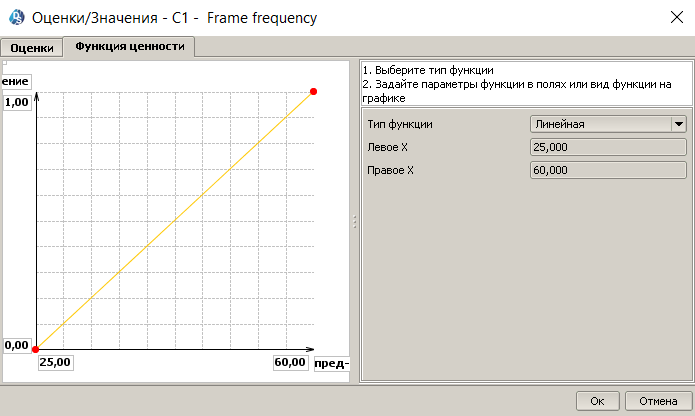 Оценки/Значения - C1 - Frame frequency
Оценки
Функция ценности
ение
1,00
0,00
25,00
60,00
пред-
1. Выберите тип функции
2. Задайте параметры функции в полях или вид функции на
графике
Тип функции
Линейная
Левое X
25,000
Правое X
60,000
Ок
Отмена